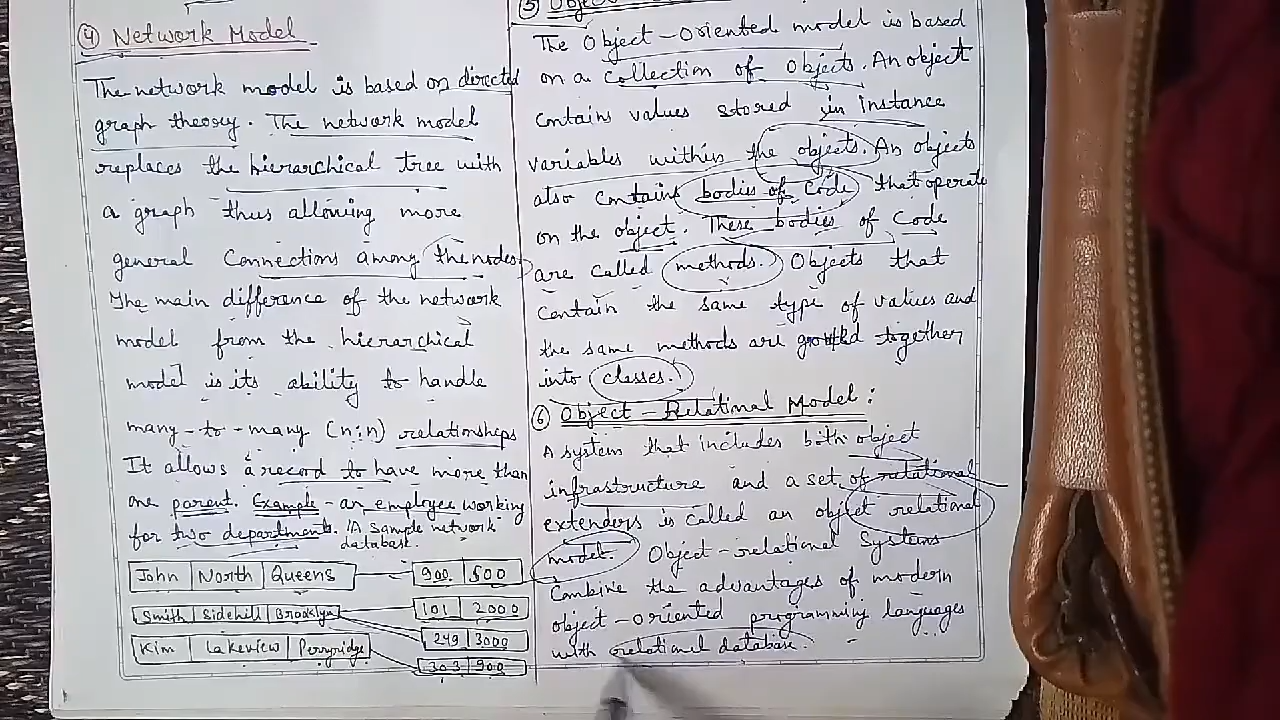 ④ Network Model
The network model is based on directed
graph theory. The network model
replaces the hierarchical tree with
a graph thus allowing more
general Connections among the nodes.
The main difference of the network
model from the hierarchical
model is its ability to handle
many-to-many (n:n) relationships
It allows a record to have more than
one parent. Example - an employee working
for two departments. A Sample network
database.
John North Queens 900 500
Smith Sidehill Brooklyn 101 2000
249 3000
Kim Lakeview Perryridge 303 900
⑤ Object
The Object-Oriented model is based
on a Collection of objects. An object
contains values stored in instance
variables within the objects. An objects
also contains bodies of Code that operate
on the object. These bodies of Code
are called methods. Objects that
contain the same type of values and
the same methods are together
into classes.
⑥ Object-Relational Model:
A system that includes both object
infrastructure and a set of relational
extenders is called an object relational
model. Object-relational Systems
Combine the advantages of modern
object-oriented programming languages
with relational database.